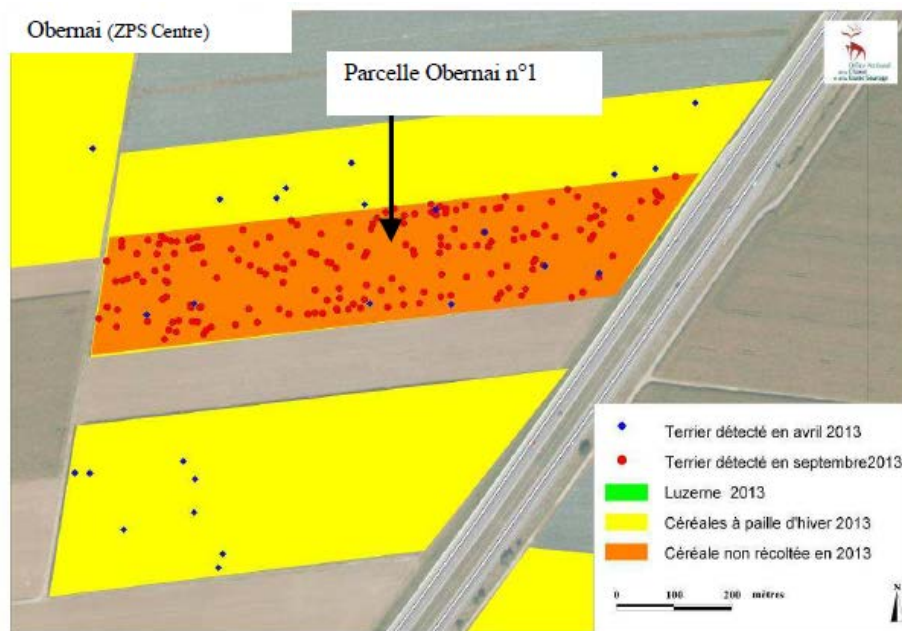 Obernai (ZPS Centre)
Parcelle Obernai n°1
Terrier détecté en avril 2013
Terrier détecté en septembre2013
Luzerne 2013
Céréales à paille d'hiver 2013
Céréale non récoltée en 2013
0 100 200 mètres
N